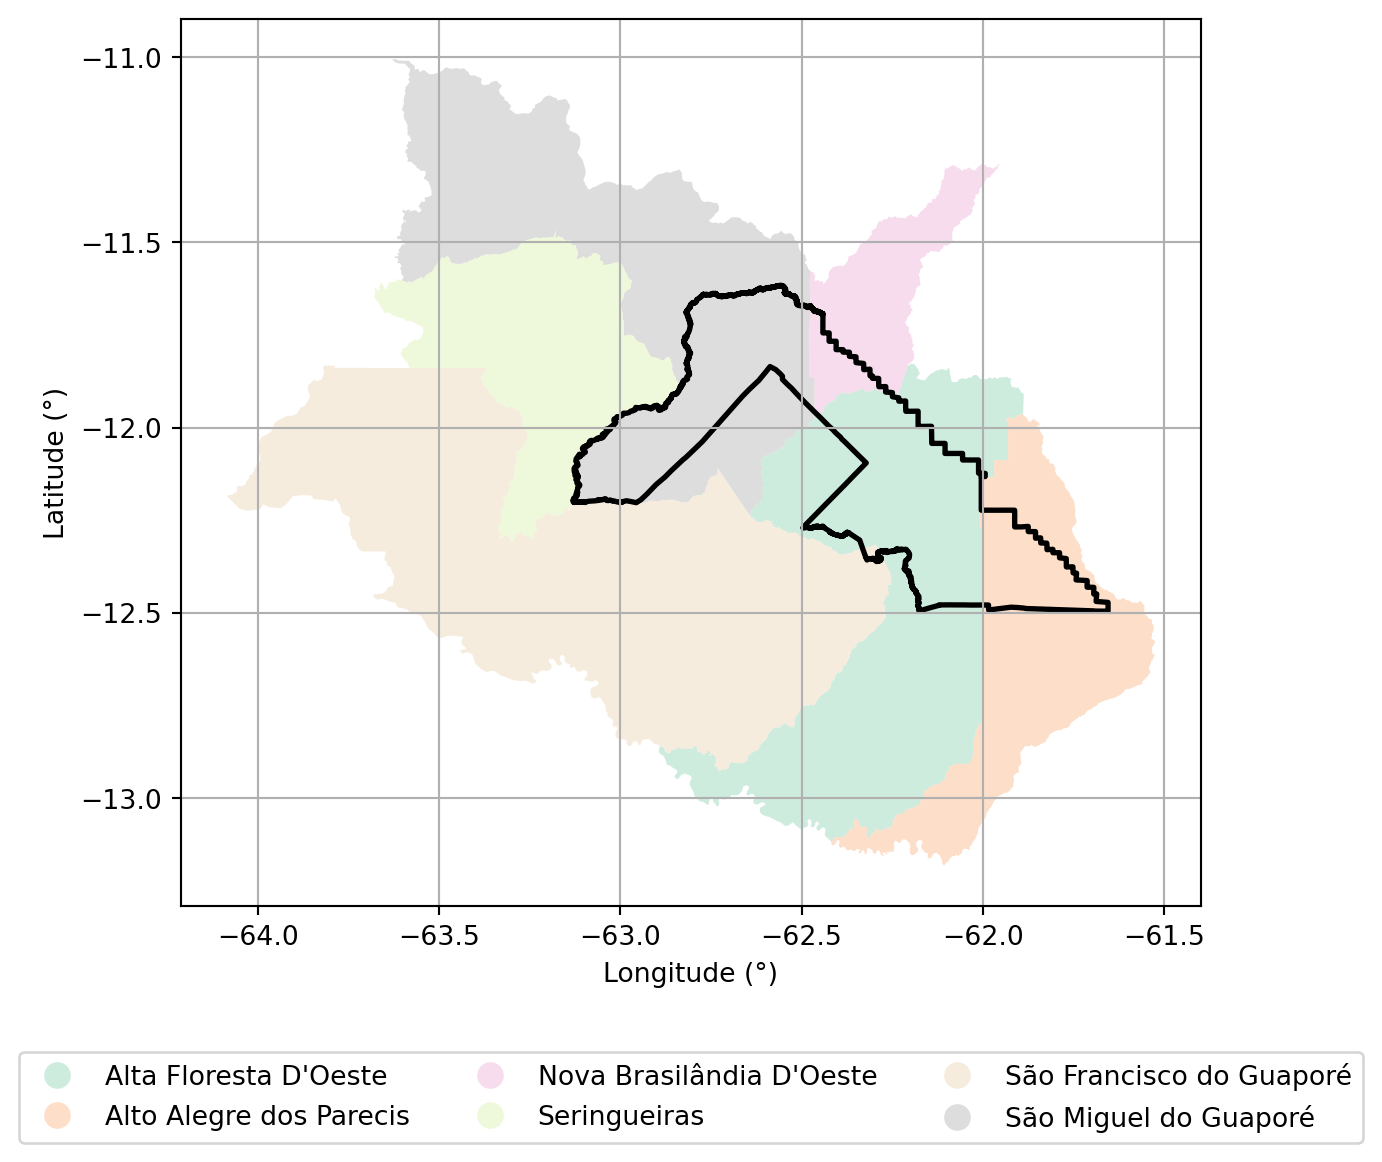 −11.0
−11.5
−12.0
−12.5
−13.0
Latitude (°)
−64.0 −63.5 −63.0 −62.5 −62.0 −61.5
Longitude (°)
Alta Floresta D'Oeste Nova Brasilândia D'Oeste São Francisco do Guaporé
Alto Alegre dos Parecis Seringueiras São Miguel do Guaporé